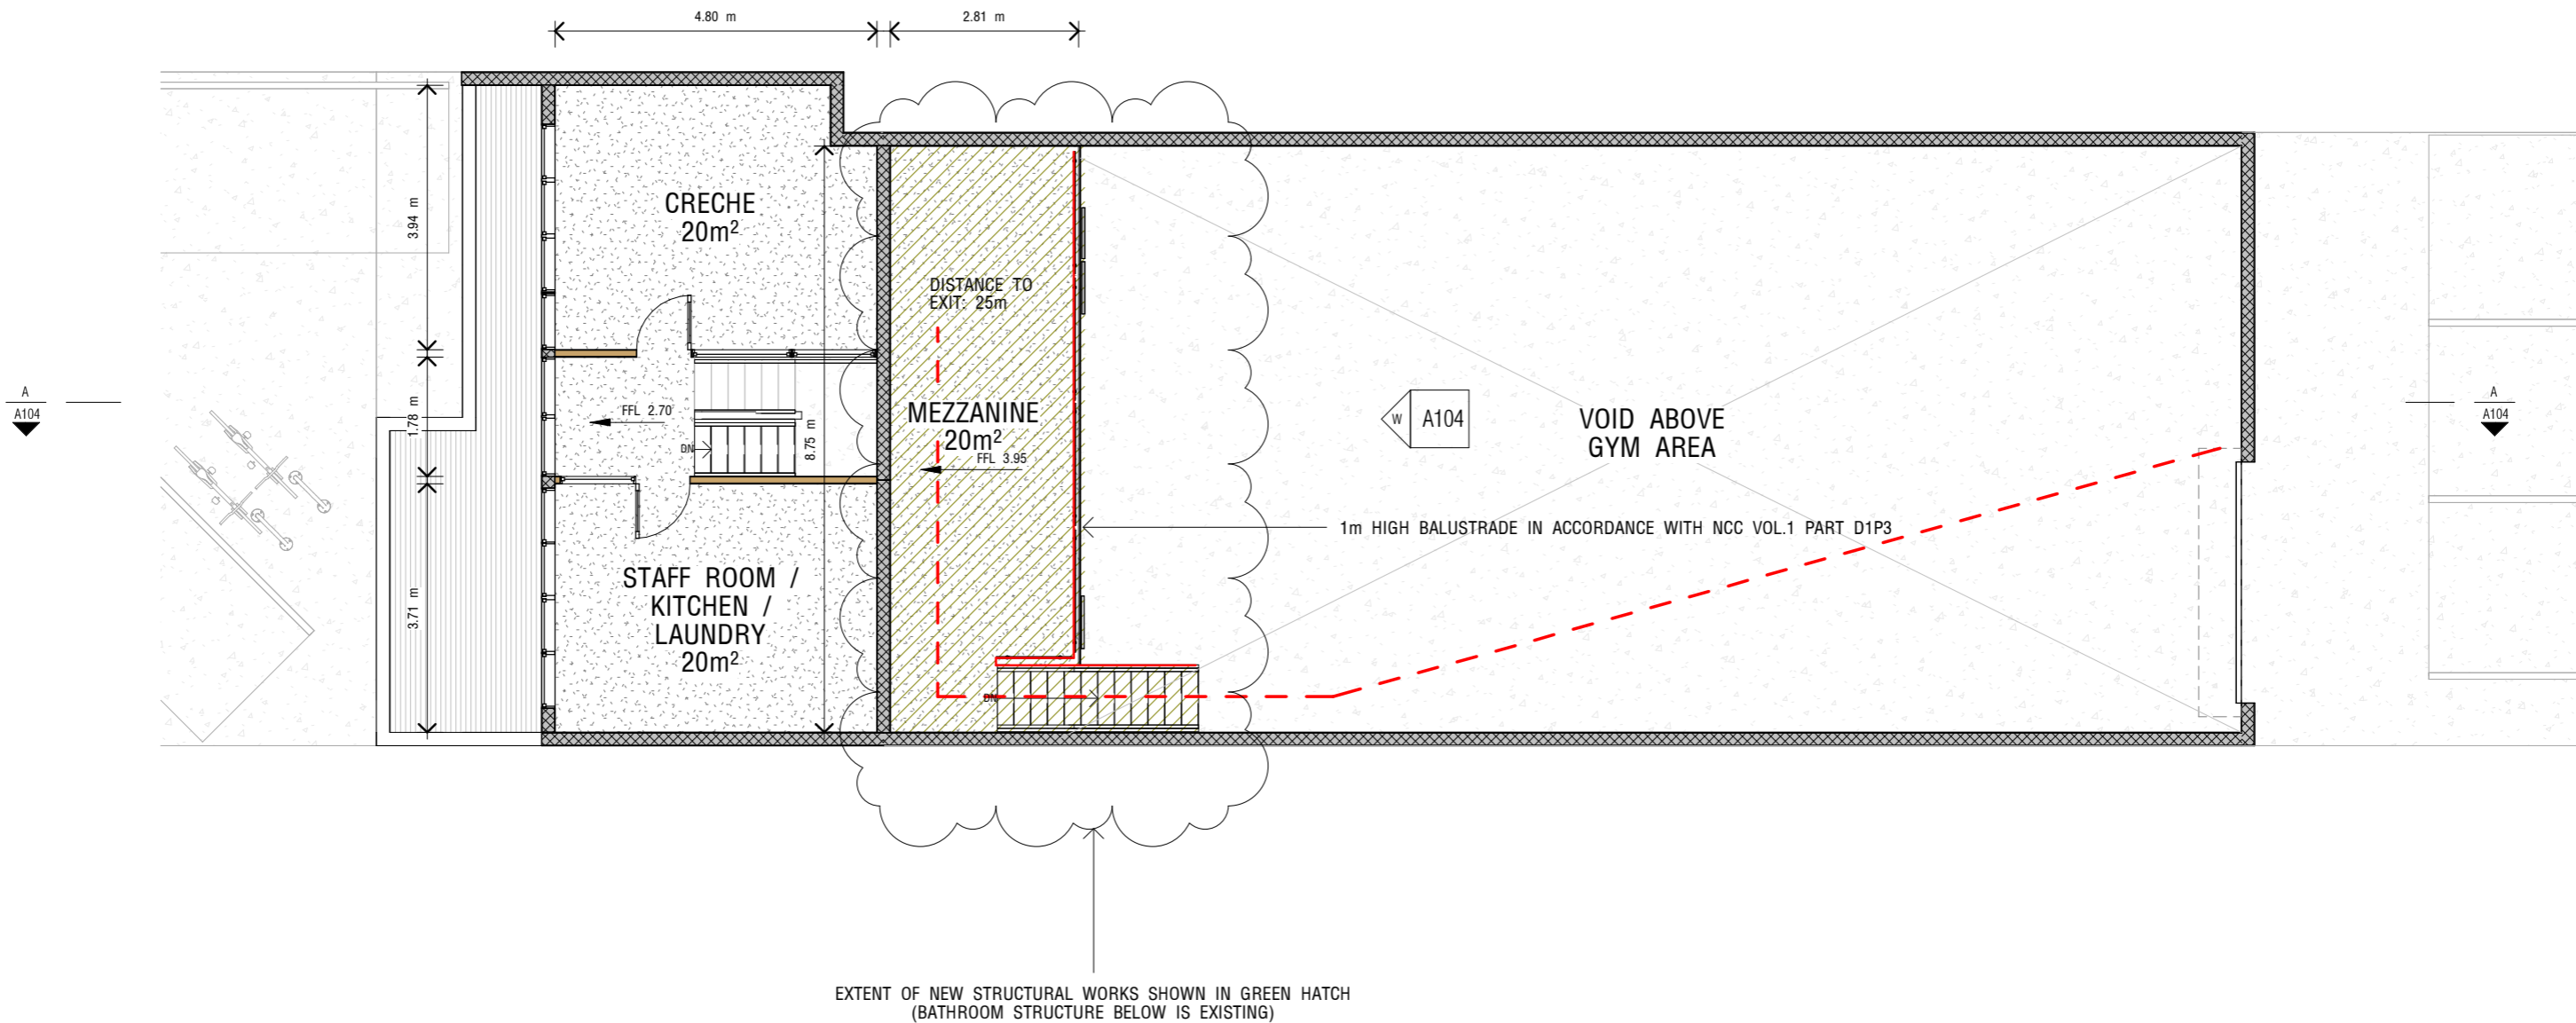 4.80 m
2.81 m
3.94 m
1.78 m
3.71 m
8.75 m
CRECHE
20m²
DISTANCE TO
EXIT: 25m
A
A104
FFL 2.70
DN
MEZZANINE
20m²
FFL 3.95
W
A104
VOID ABOVE
GYM AREA
A
A104
1m HIGH BALUSTRADE IN ACCORDANCE WITH NCC VOL.1 PART D1P3
STAFF ROOM /
KITCHEN /
LAUNDRY
20m²
DN
EXTENT OF NEW STRUCTURAL WORKS SHOWN IN GREEN HATCH
(BATHROOM STRUCTURE BELOW IS EXISTING)